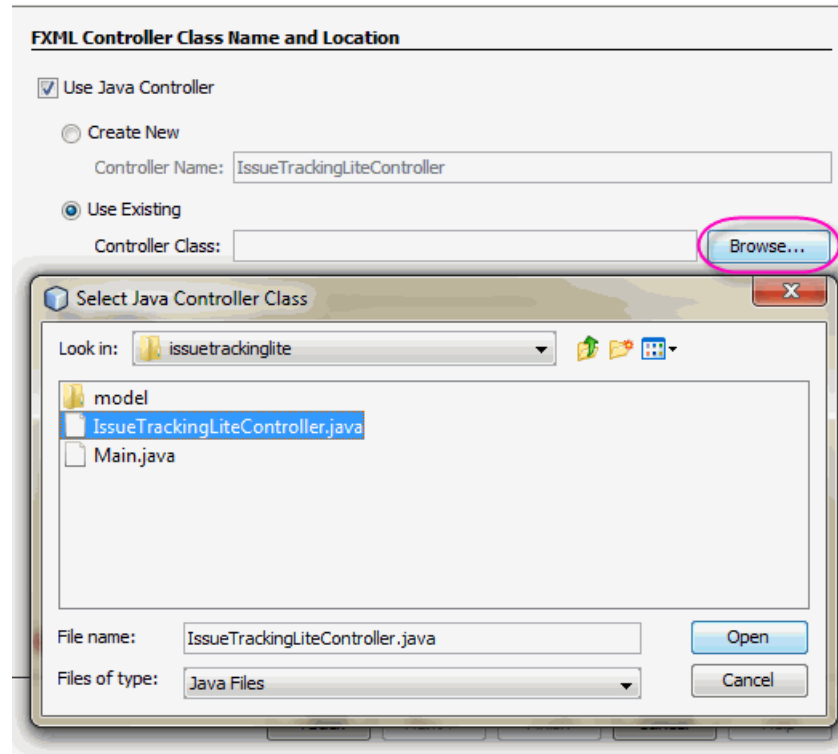 FXML Controller Class Name and Location
Use Java Controller
Create New
Controller Name: IssueTrackingLiteController
Use Existing
Controller Class: Browse...
Select Java Controller Class
Look in: issuetrackinglite
model
IssueTrackingLiteController.java
Main.java
File name: IssueTrackingLiteController.java Open
Files of type: Java Files Cancel